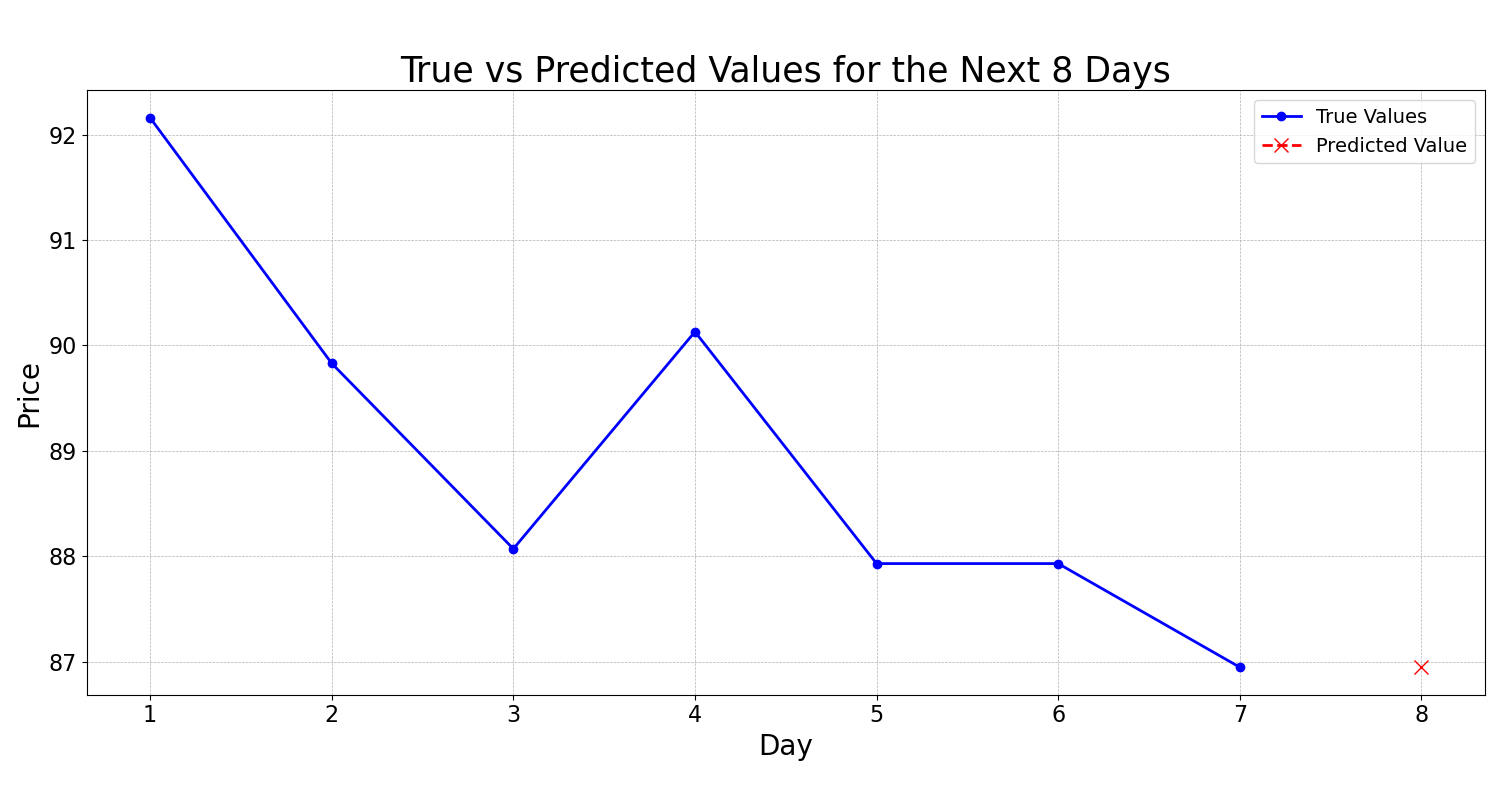 True vs Predicted Values for the Next 8 Days
True Values
Predicted Value
92
91
90
89
88
87
Price
1 2 3 4 5 6 7 8
Day